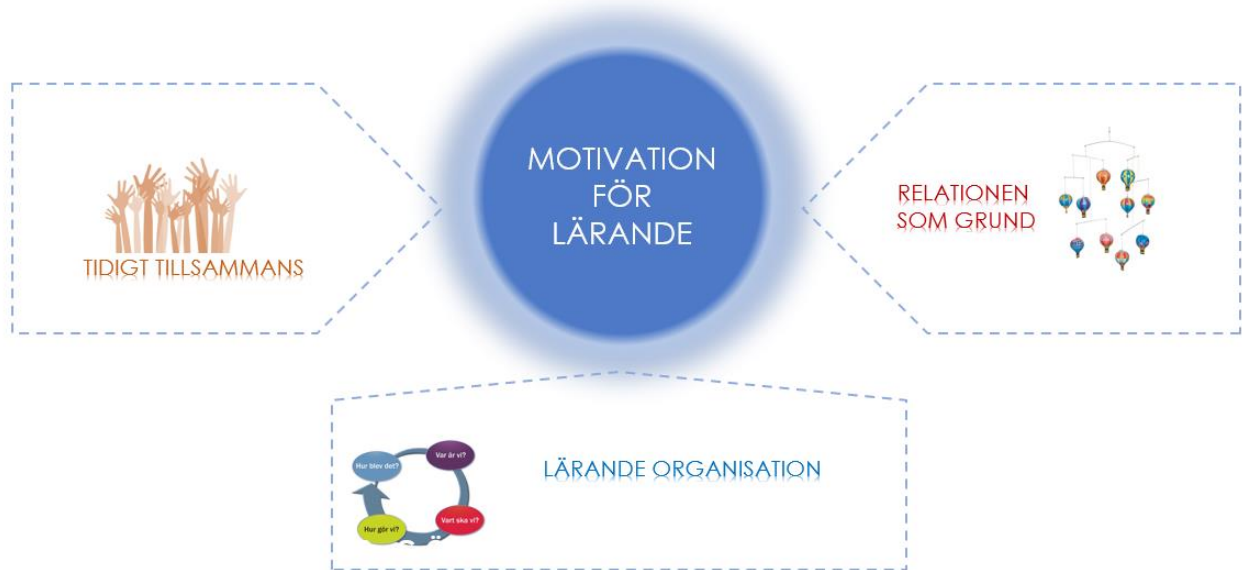 MOTIVATION
FÖR
LÄRANDE
TIDIGT TILLSAMMANS
RELATIONEN
SOM GRUND
LÄRANDE ORGANISATION
Hur blev det?
Var är vi?
Hur gör vi?
Vart ska vi?